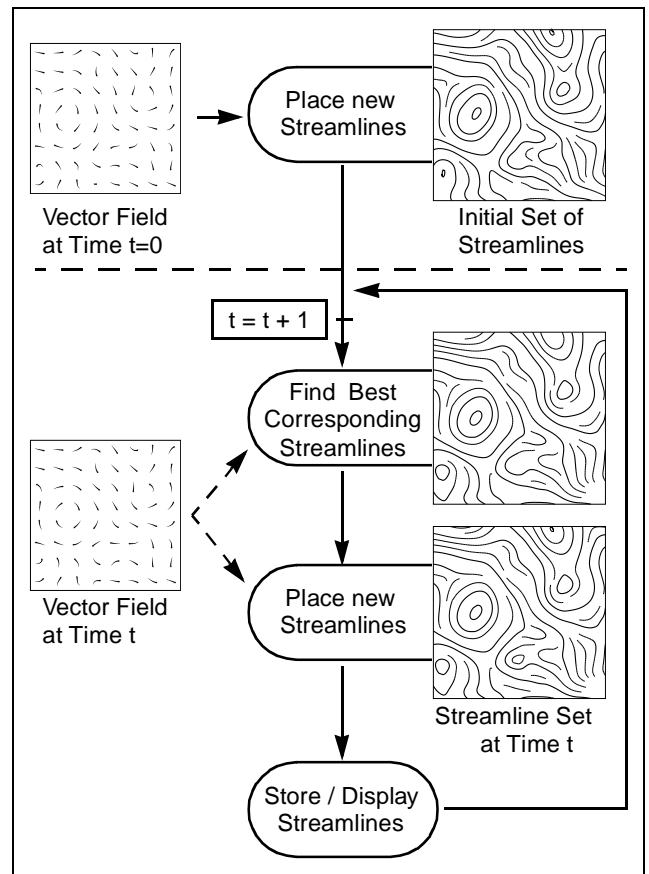 Place new
Streamlines
Vector Field
at Time t=0
Initial Set of
Streamlines
t = t + 1
Find Best
Corresponding
Streamlines
Vector Field
at Time t
Place new
Streamlines
Streamline Set
at Time t
Store / Display
Streamlines